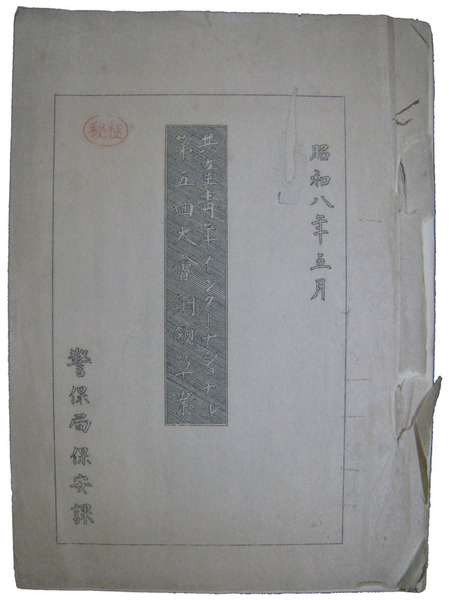 昭和八年五月
共産青年インターナショナル
第五回大會綱領草案
警保局保安課